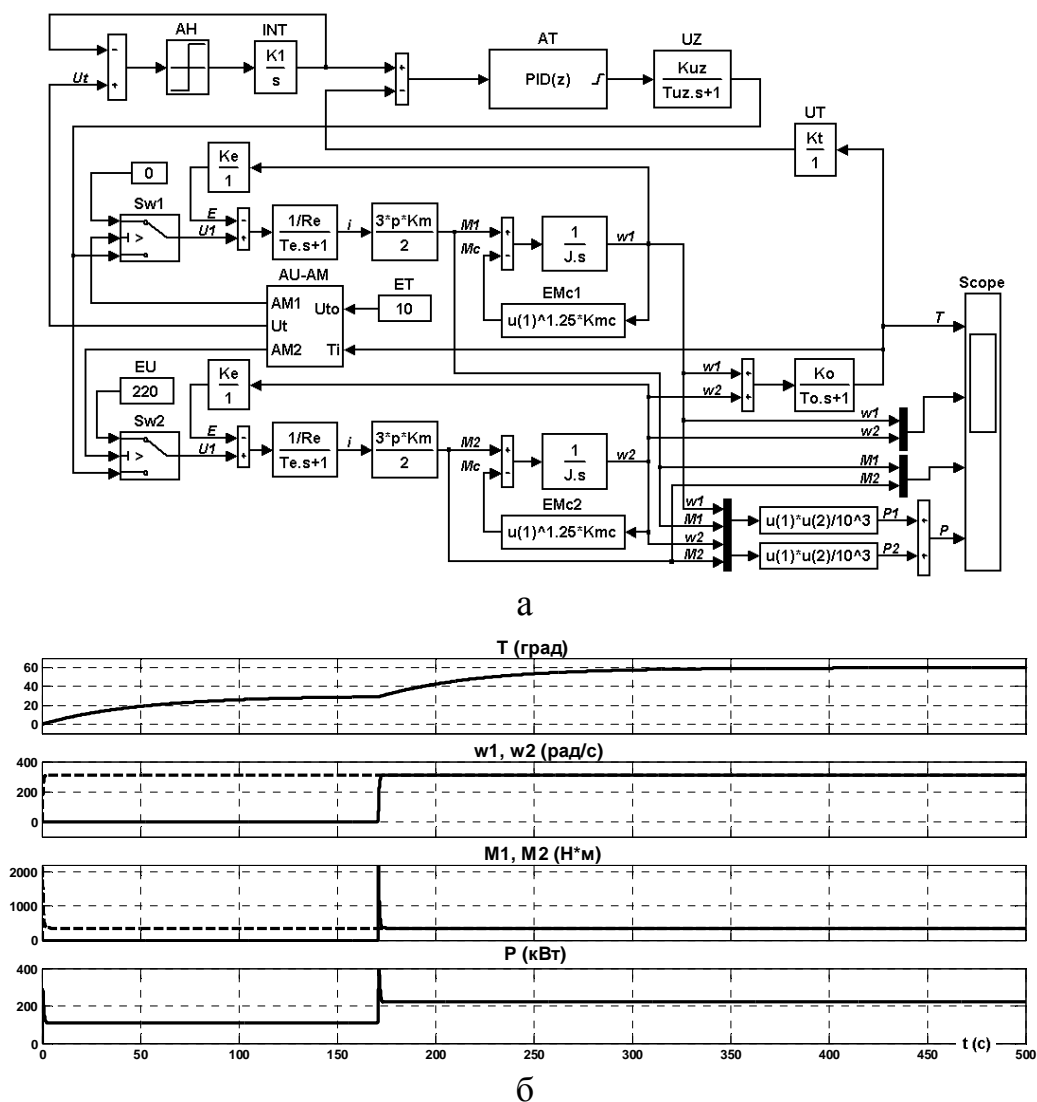 AH INT AT UZ
- + Ut K1 s + - PID(z) Kuz Tuz.s+1
UT
Kt 1
Ke 1
0
Sw1
E - U1 + > 1/Re Te.s+1 i 3*p*Km 2 M1 + Mc - 1 J.s w1
AU-AM ET EMc1 Scope
AM1 Ut AM2 Uto Ti 10 u(1)^1.25*Kmc T
EU
220
Ke 1
w1 + w2 + Ko To.s+1
Sw2
E - U1 + > 1/Re Te.s+1 i 3*p*Km 2 M2 + Mc - 1 J.s w2
w1
w2
M1
M2
EMc2
u(1)^1.25*Kmc
w1
M1
w2
M2
u(1)*u(2)/10^3 P1 +
u(1)*u(2)/10^3 P2 +
P
а
T (град)
60
40
20
0
w1, w2 (рад/с)
400
200
0
M1, M2 (Н*м)
2000
1000
0
P (кВт)
400
200
0
0 50 100 150 200 250 300 350 400 450 t (c) 500
б